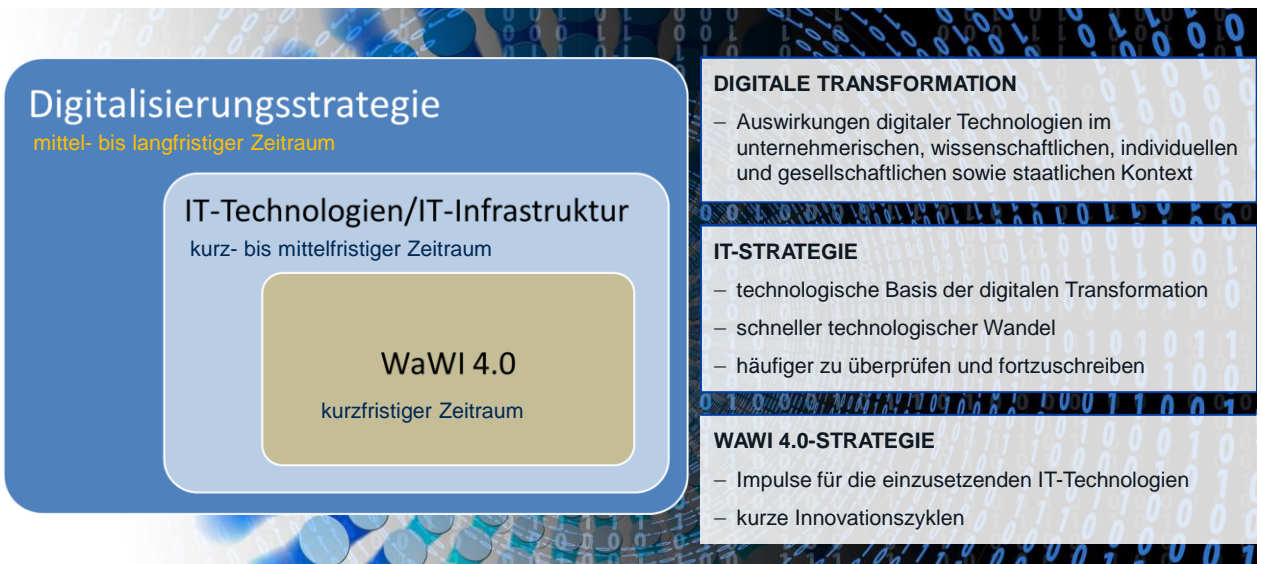 Digitalisierungsstrategie
mittel- bis langfristiger Zeitraum
IT-Technologien/IT-Infrastruktur
kurz- bis mittelfristiger Zeitraum
WaWI 4.0
kurzfristiger Zeitraum
DIGITALE TRANSFORMATION
– Auswirkungen digitaler Technologien im
unternehmerischen, wissenschaftlichen, individuellen
und gesellschaftlichen sowie staatlichen Kontext
IT-STRATEGIE
– technologische Basis der digitalen Transformation
– schneller technologischer Wandel
– häufiger zu überprüfen und fortzuschreiben
WAWI 4.0-STRATEGIE
– Impulse für die einzusetzenden IT-Technologien
– kurze Innovationszyklen